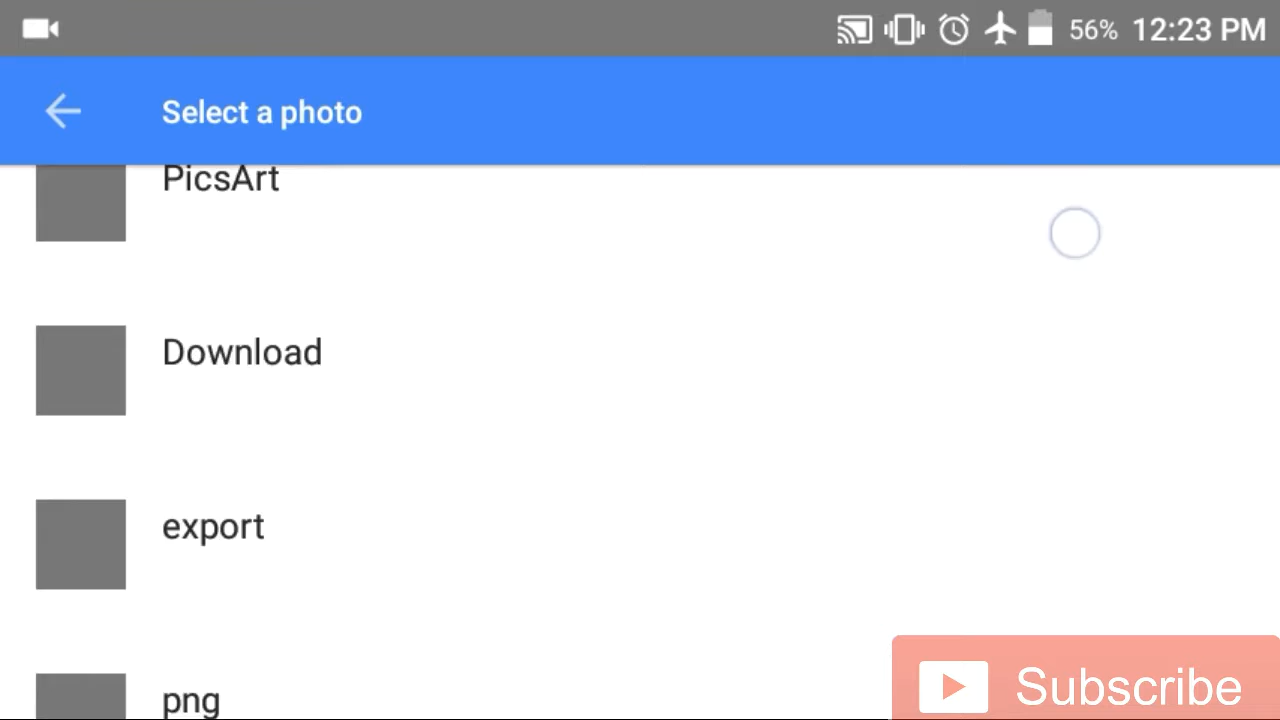 56% 12:23 PM
Select a photo
PicsArt
Download
export
png
Subscribe